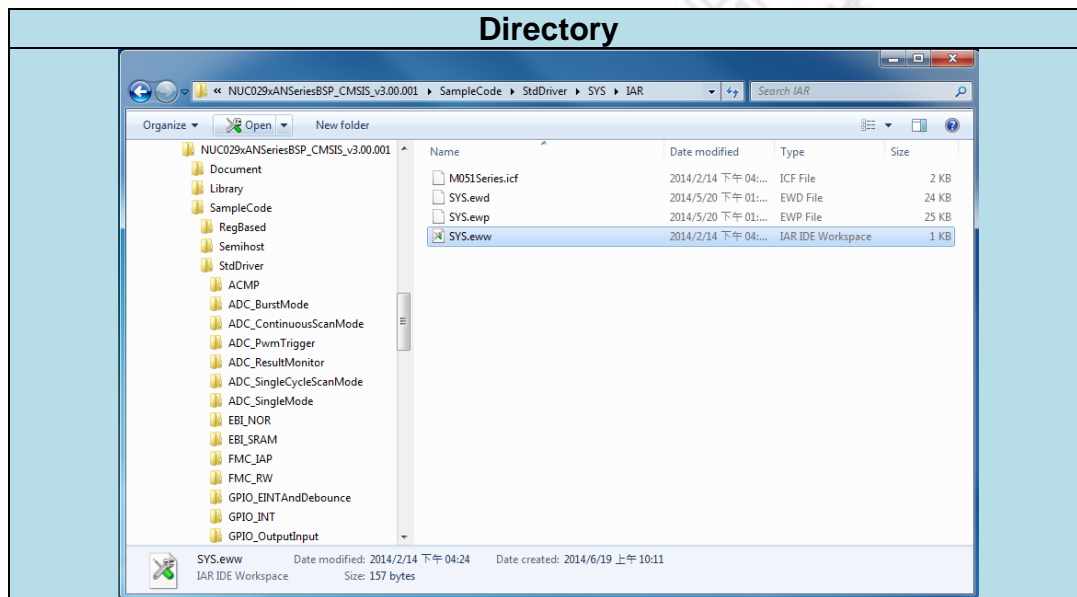 Directory
« NUC029xANSeriesBSP_CMSIS_v3.00.001 ▸ SampleCode ▸ StdDriver ▸ SYS ▸ IAR
Search IAR
Organize Open New folder
NUC029xANSeriesBSP_CMSIS_v3.00.001
Document
Library
SampleCode
RegBased
Semihost
StdDriver
ACMP
ADC_BurstMode
ADC_ContinuousScanMode
ADC_PwmTrigger
ADC_ResultMonitor
ADC_SingleCycleScanMode
ADC_SingleMode
EBI_NOR
EBI_SRAM
FMC_IAP
FMC_RW
GPIO_EINTAndDebounce
GPIO_INT
GPIO_OutputInput
Name Date modified Type Size
M051Series.icf 2014/2/14 下午 04:... ICF File 2 KB
SYS.ewd 2014/5/20 下午 01:... EWD File 24 KB
SYS.ewp 2014/5/20 下午 01:... EWP File 25 KB
SYS.eww 2014/2/14 下午 04:... IAR IDE Workspace 1 KB
SYS.eww Date modified: 2014/2/14 下午 04:24 Date created: 2014/6/19 上午 10:11
IAR IDE Workspace Size: 157 bytes